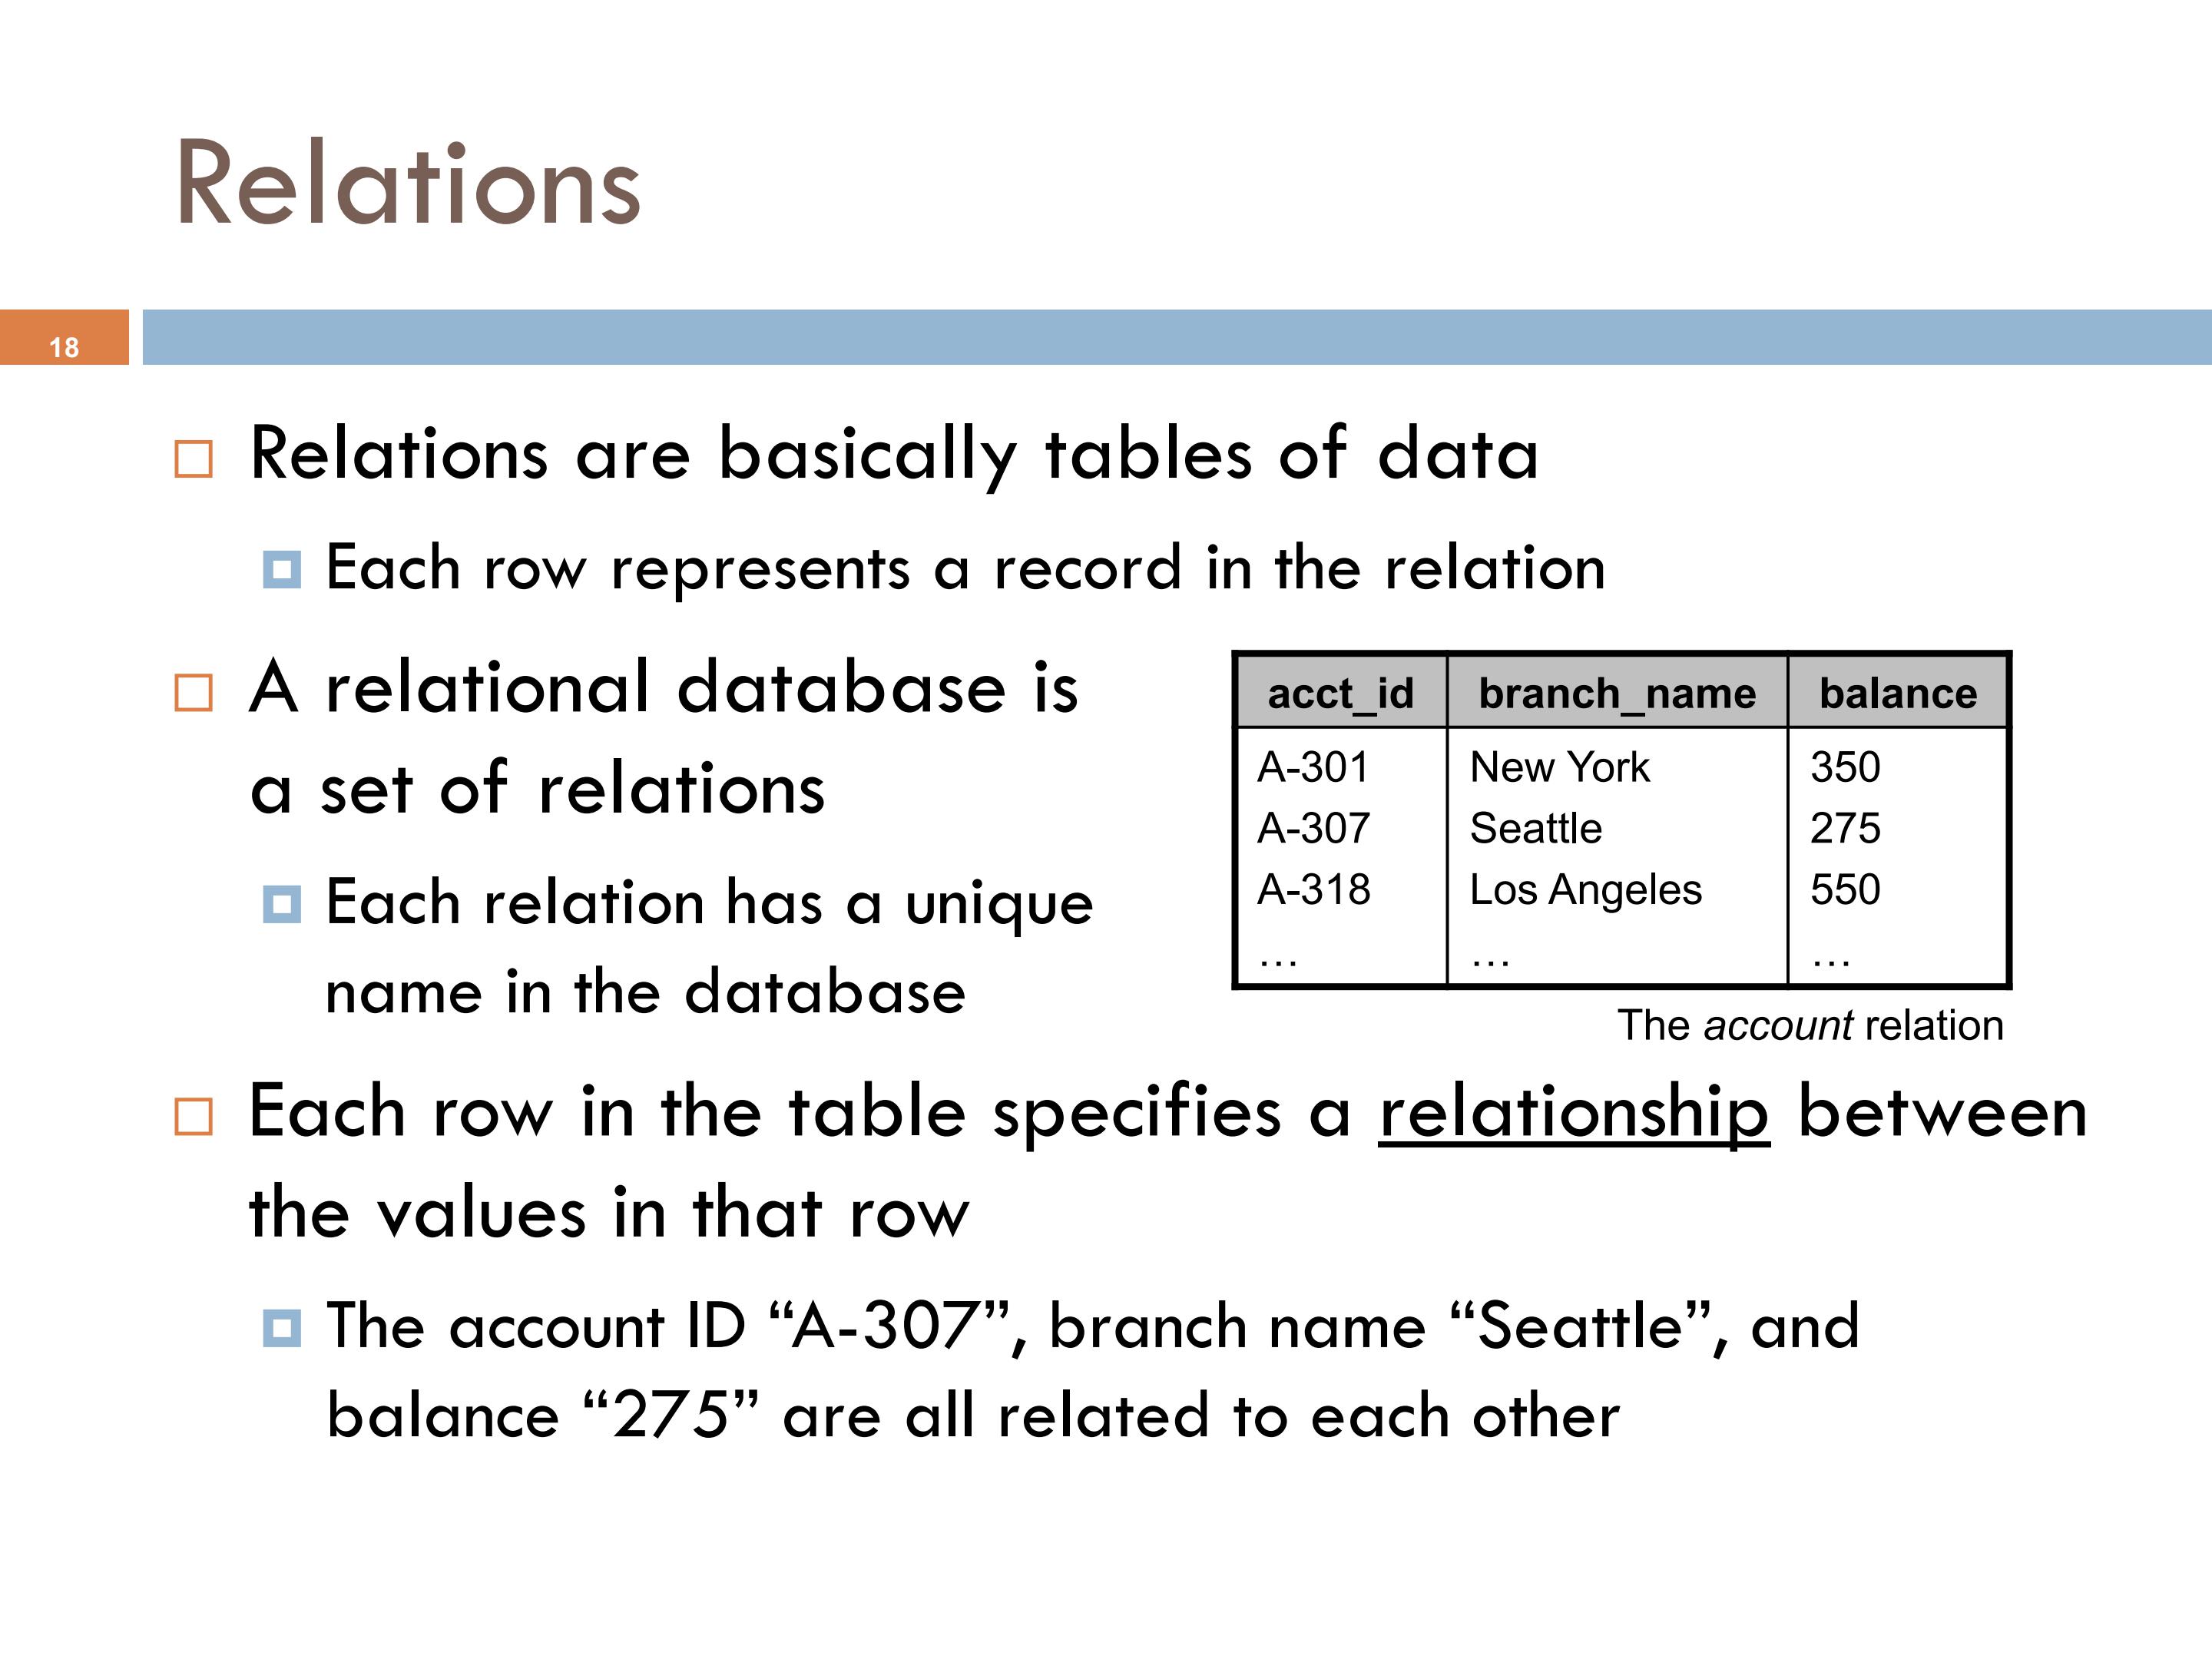 Relations
18
Relations are basically tables of data
Each row represents a record in the relation
A relational database is
a set of relations
Each relation has a unique
name in the database
acct_id branch_name balance
A-301 New York 350
A-307 Seattle 275
A-318 Los Angeles 550
… … …
The account relation
Each row in the table specifies a relationship between
the values in that row
The account ID “A-307”, branch name “Seattle”, and
balance “275” are all related to each other